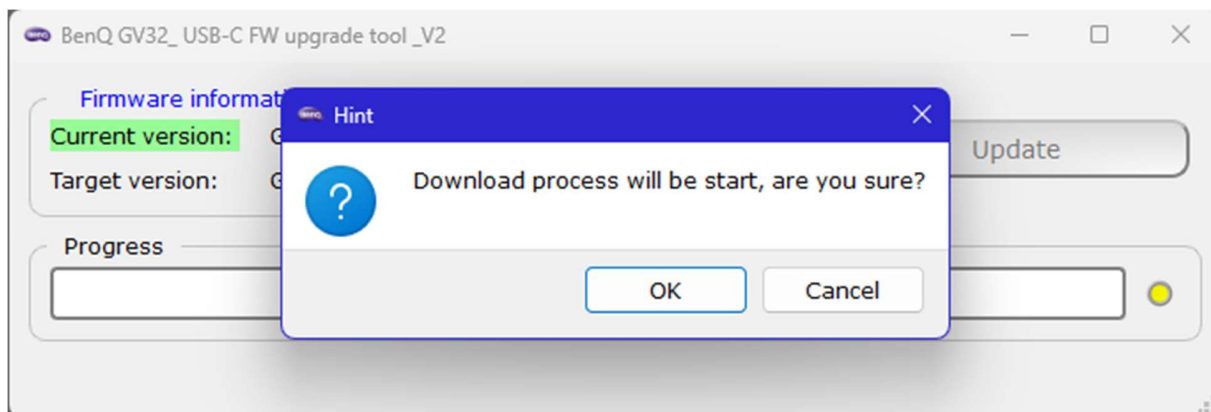 BenQ GV32_ USB-C FW upgrade tool _V2
Firmware informat
Hint
Current version: G
Update
Download process will be start, are you sure?
Target version: G
Progress
OK Cancel